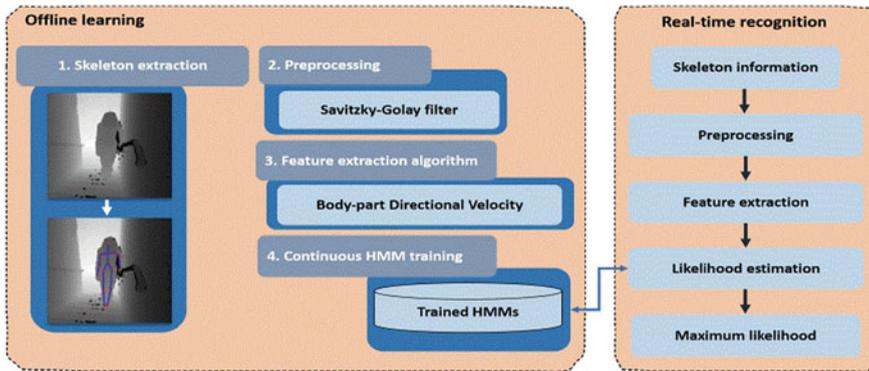 Offline learning
1. Skeleton extraction
2. Preprocessing
Savitzky-Golay filter
3. Feature extraction algorithm
Body-part Directional Velocity
4. Continuous HMM training
Trained HMMs
Real-time recognition
Skeleton information
Preprocessing
Feature extraction
Likelihood estimation
Maximum likelihood